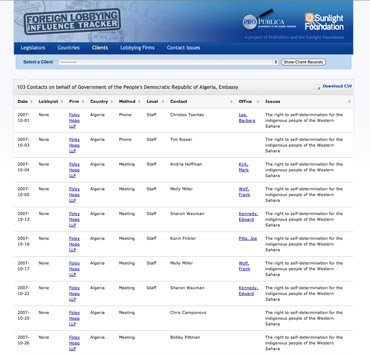 FOREIGN LOBBYING
INFLUENCE TRACKER
PROPUBLICA
Sunlight
Foundation
A project of ProPublica and the Sunlight Foundation
Legislators Countries Clients Lobbying Firms Contact Issues
Select a Client --------- Show Client Records
103 Contacts on behalf of Government of the People's Democratic Republic of Algeria, Embassy
Download CSV
Date Lobbyist Firm Country Method Level Contact Office Issues
2007-10-01 None Foley Hoag LLP Algeria Phone Staff Christos Tsentas Lee, Barbara The right to self-determination for the indigenous people of the Western Sahara
2007-10-03 None Foley Hoag LLP Algeria Phone Staff Tim Rieser The right to self-determination for the indigenous people of the Western Sahara
2007-10-04 None Foley Hoag LLP Algeria Meeting Staff Andria Hoffman Kirk, Mark The right to self-determination for the indigenous people of the Western Sahara
2007-10-05 None Foley Hoag LLP Algeria Meeting Staff Molly Miller Wolf, Frank The right to self-determination for the indigenous people of the Western Sahara
2007-10-13 None Foley Hoag LLP Algeria Meeting Staff Sharon Waxman Kennedy, Edward The right to self-determination for the indigenous people of the Western Sahara
2007-10-16 None Foley Hoag LLP Algeria Meeting Staff Karin Finkler Pitts, Joe The right to self-determination for the indigenous people of the Western Sahara
2007-10-17 None Foley Hoag LLP Algeria Meeting Staff Molly Miller Wolf, Frank The right to self-determination for the indigenous people of the Western Sahara
2007-10-22 None Foley Hoag LLP Algeria Meeting Staff Sharon Waxman Kennedy, Edward The right to self-determination for the indigenous people of the Western Sahara
2007-10-25 None Foley Hoag LLP Algeria Meeting Chris Camponovo The right to self-determination for the indigenous people of the Western Sahara
2007-10- None Foley Hoag LLP Algeria Meeting Bobby Pittman The right to self-determination for the indigenous people of the Western